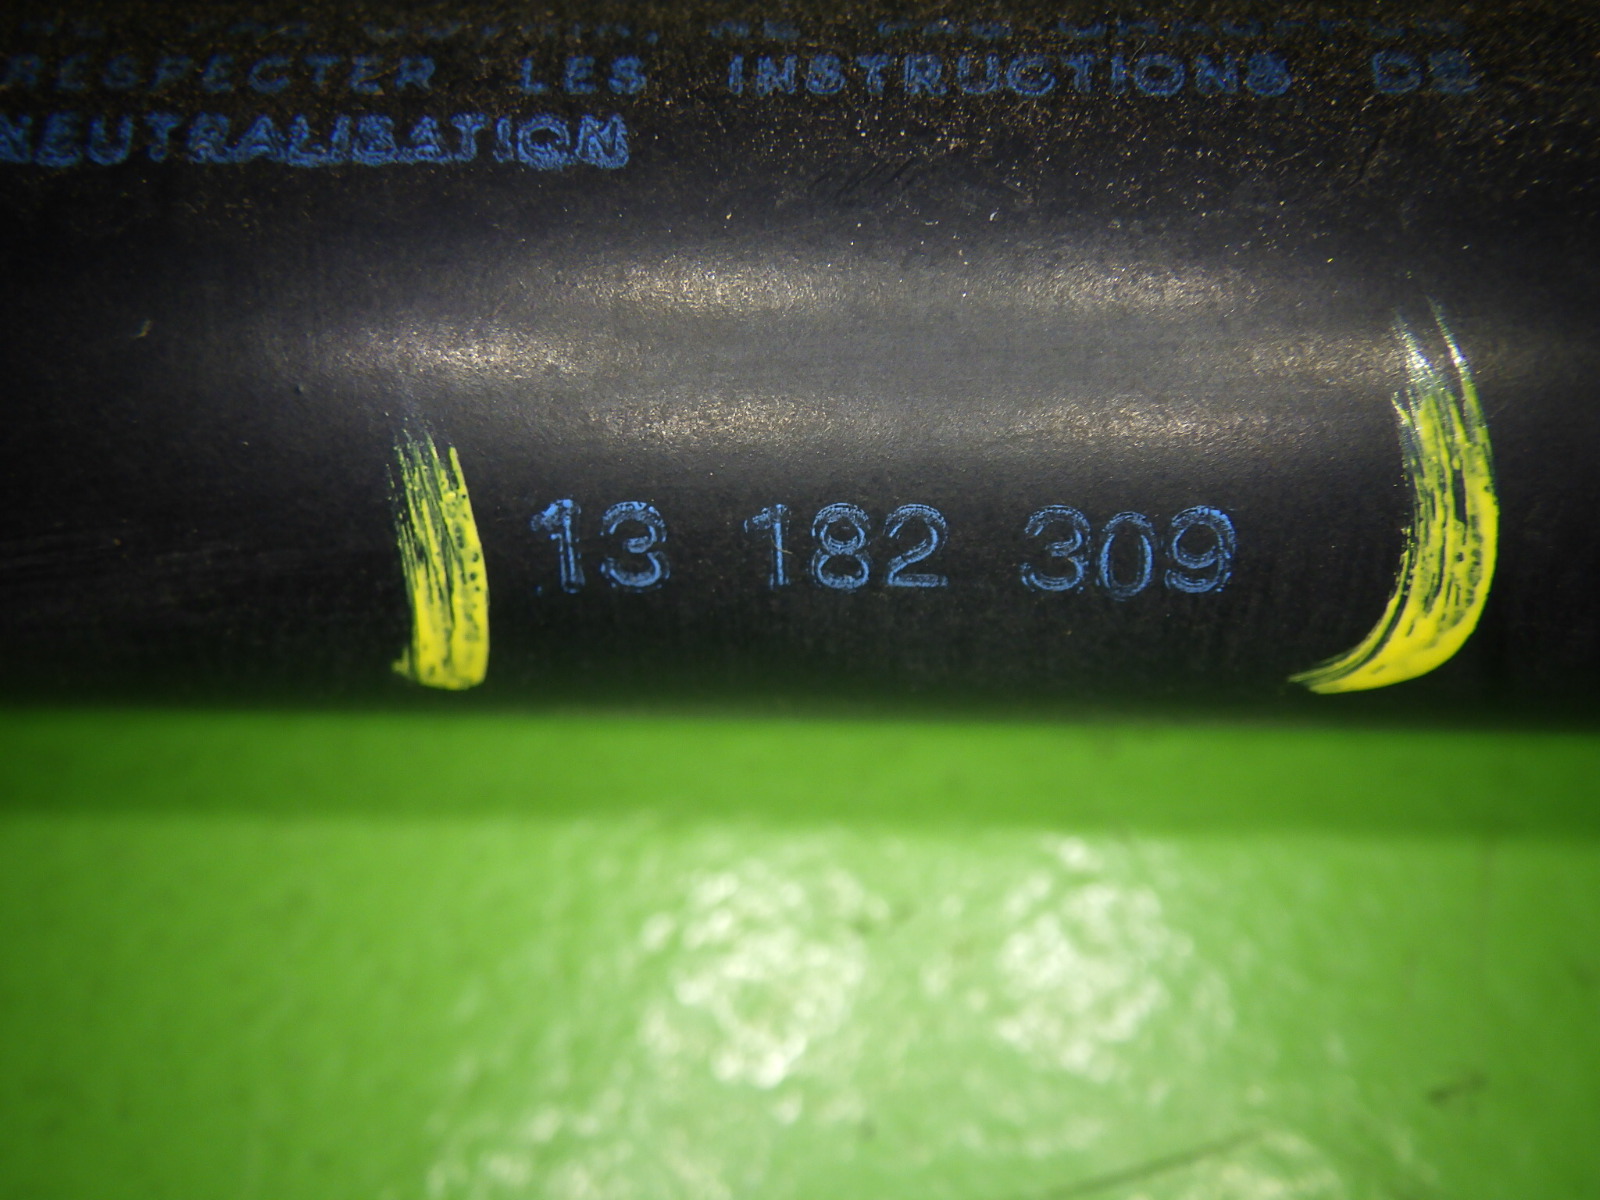 RESPECTER LES INSTRUCTIONS DE
NEUTRALISATION
13 182 309